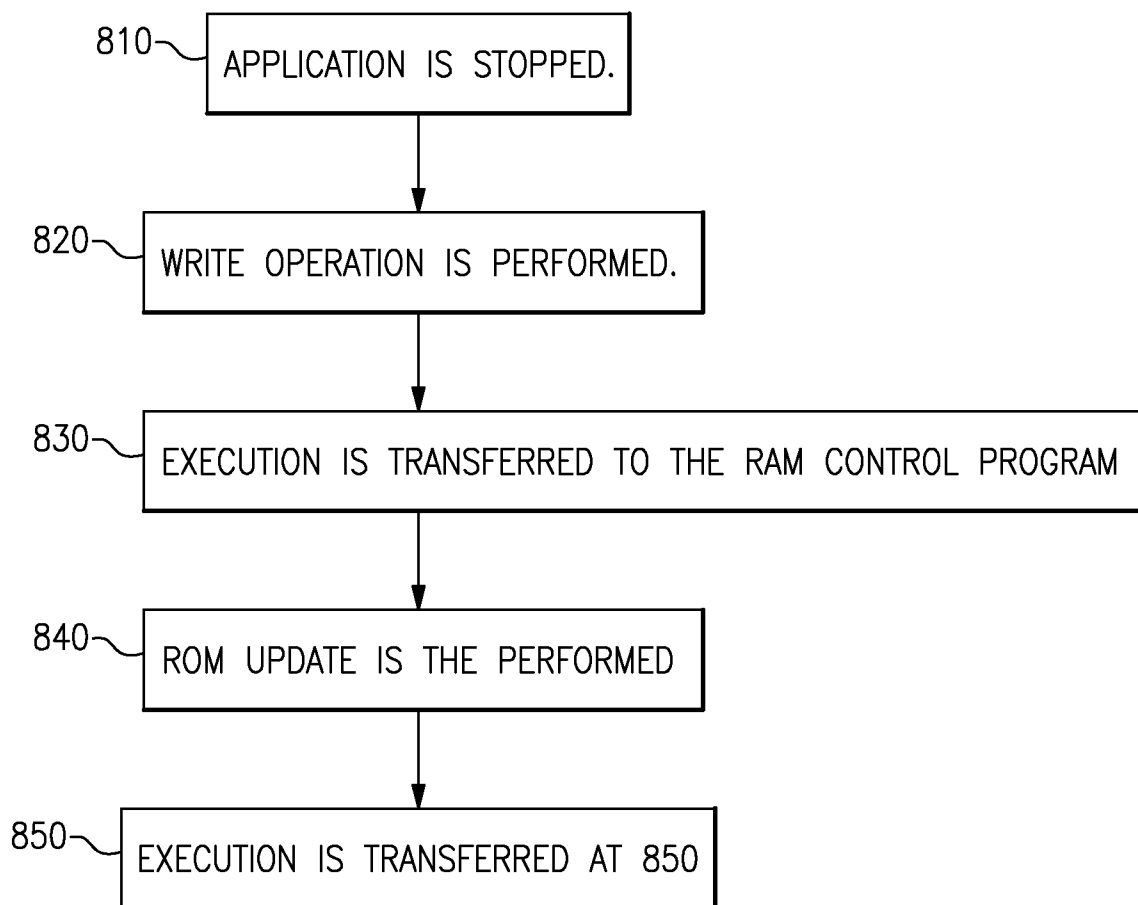 810
APPLICATION IS STOPPED.
820
WRITE OPERATION IS PERFORMED.
830
EXECUTION IS TRANSFERRED TO THE RAM CONTROL PROGRAM
840
ROM UPDATE IS THE PERFORMED
850
EXECUTION IS TRANSFERRED AT 850